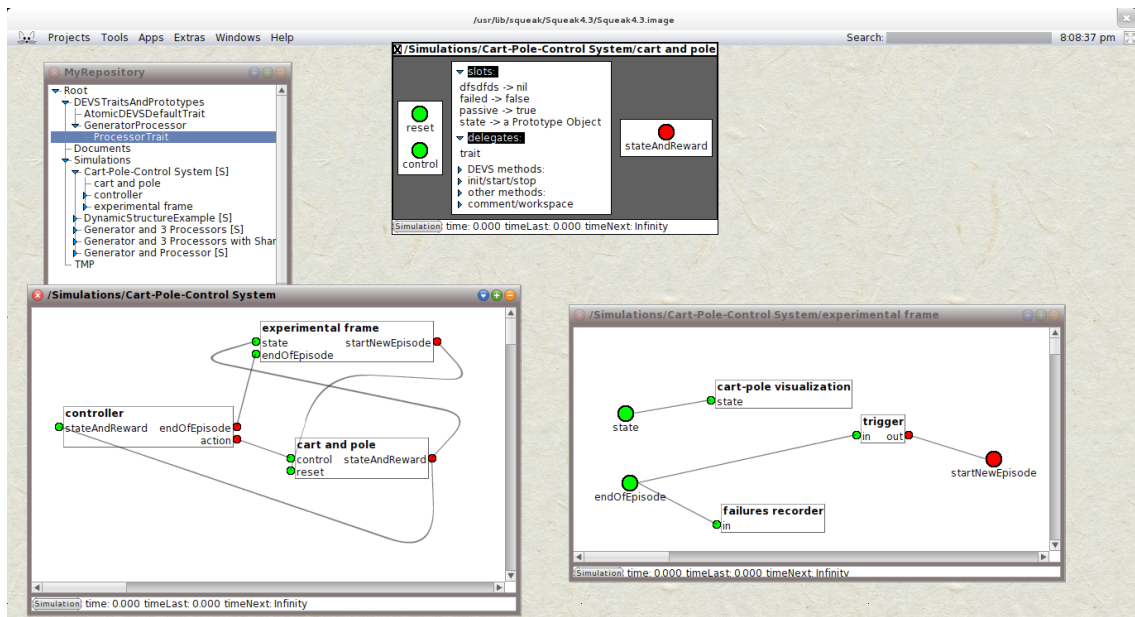 /usr/lib/squeak/Squeak4.3/Squeak4.3.image
Projects Tools Apps Extras Windows Help Search: 8:08:37 pm
MyRepository
Root
DEVSTraitsAndPrototypes
AtomicDEVSDefaultTrait
GeneratorProcessor
ProcessorTrait
Documents
Simulations
Cart-Pole-Control System [S]
cart and pole
controller
experimental frame
DynamicStructureExample [S]
Generator and 3 Processors [S]
Generator and 3 Processors with Shar
Generator and Processor [S]
TMP
X /Simulations/Cart-Pole-Control System/cart and pole
reset
control
slots:
dfsdfds -> nil
failed -> false
passive -> true
state -> a Prototype Object
delegates:
trait
DEVS methods:
init/start/stop
other methods:
comment/workspace
stateAndReward
Simulation time: 0.000 timeLast: 0.000 timeNext: Infinity
/Simulations/Cart-Pole-Control System
experimental frame
state startNewEpisode
endOfEpisode
controller
stateAndReward endOfEpisode
action
cart and pole
control stateAndReward
reset
Simulation time: 0.000 timeLast: 0.000 timeNext: Infinity
/Simulations/Cart-Pole-Control System/experimental frame
cart-pole visualization
state
state
trigger
in out
startNewEpisode
endOfEpisode
failures recorder
in
Simulation time: 0.000 timeLast: 0.000 timeNext: Infinity